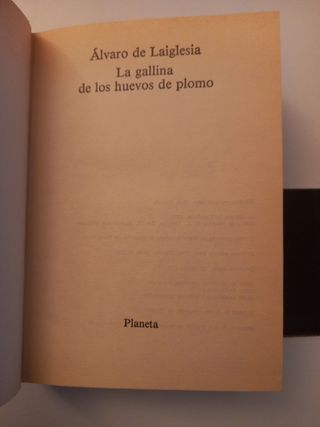 Álvaro de Laiglesia
La gallina
de los huevos de plomo
Planeta